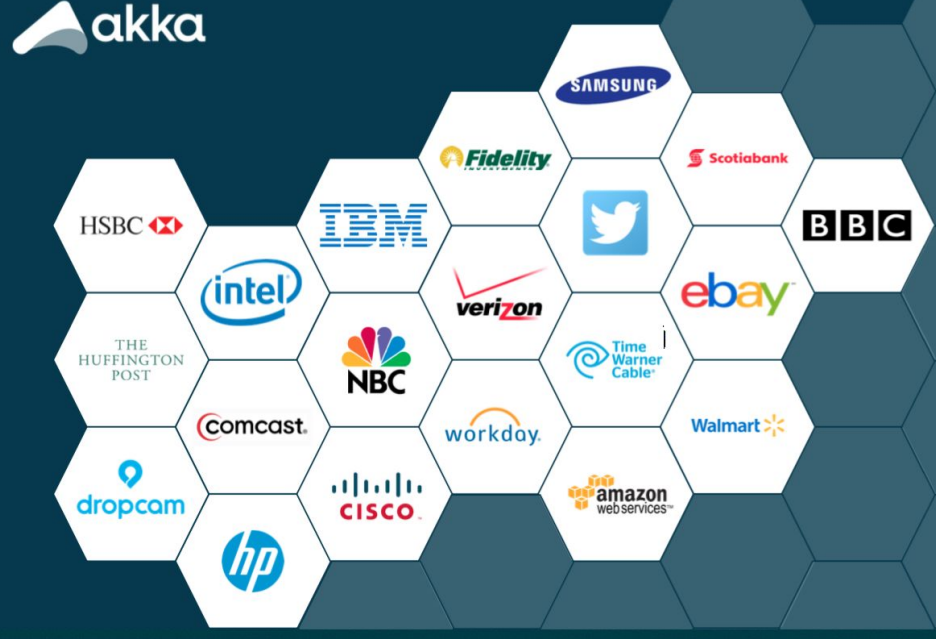 akka
SAMSUNG
Fidelity
INVESTMENTS
Scotiabank
HSBC
IBM
BBC
intel
verizon
ebay
THE
HUFFINGTON
POST
NBC
Time
Warner
Cable
comcast.
workday.
Walmart
dropcam
CISCO
amazon
webservices™
hp